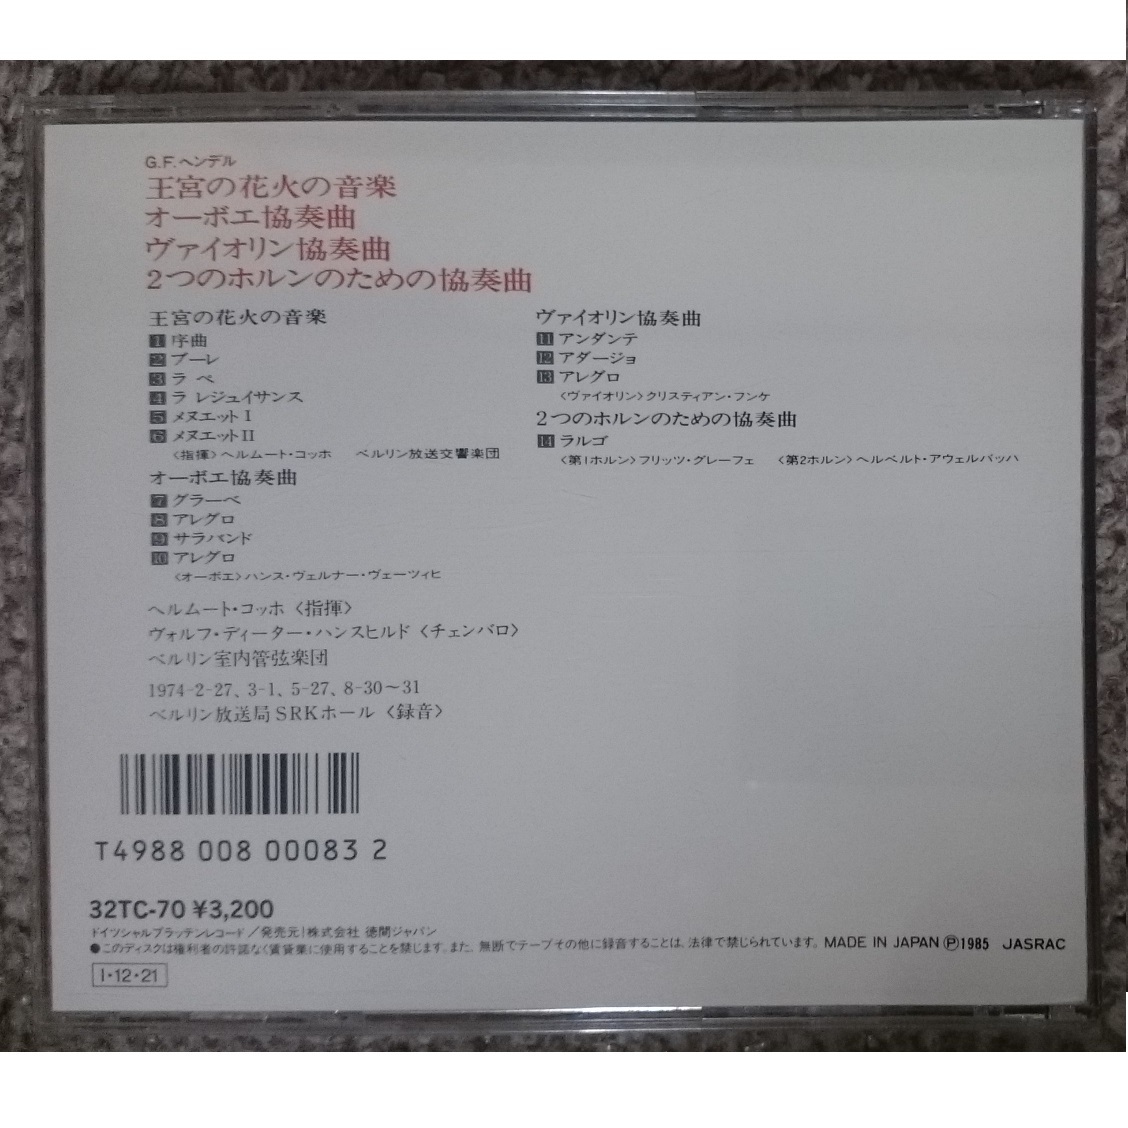 G.F.ヘンデル
王宮の花火の音楽
オーボエ協奏曲
ヴァイオリン協奏曲
2つのホルンのための協奏曲
王宮の花火の音楽
1 序曲
2 ブーレ
3 ラ ペ
4 ラ レジュイサンス
5 メヌエット I
6 メヌエット II
〈指揮〉ヘルムート・コッホ ベルリン放送交響楽団
オーボエ協奏曲
7 グラーベ
8 アレグロ
9 サラバンド
10 アレグロ
〈オーボエ〉ハンス・ヴェルナー・ヴェーツィヒ
ヴァイオリン協奏曲
11 アンダンテ
12 アダージョ
13 アレグロ
〈ヴァイオリン〉クリスティアン・フンケ
2つのホルンのための協奏曲
14 ラルゴ
〈第1ホルン〉フリッツ・グレーフェ 〈第2ホルン〉ヘルベルト・アウェルバッハ
ヘルムート・コッホ〈指揮〉
ヴォルフ・ディーター・ハンスヒルド〈チェンバロ〉
ベルリン室内管弦楽団
1974-2-27、3-1、5-27、8-30〜31
ベルリン放送局SRKホール〈録音〉
T4988 008 00083 2
32TC-70 ¥3,200
ドイツシャルプラッテンレコード／発売元|株式会社 徳間ジャパン
●このディスクは権利者の許諾なく賃貸業に使用することを禁じます。また、無断でテープその他に録音することは、法律で禁じられています。 MADE IN JAPAN Ⓟ1985 JASRAC
I・12・21